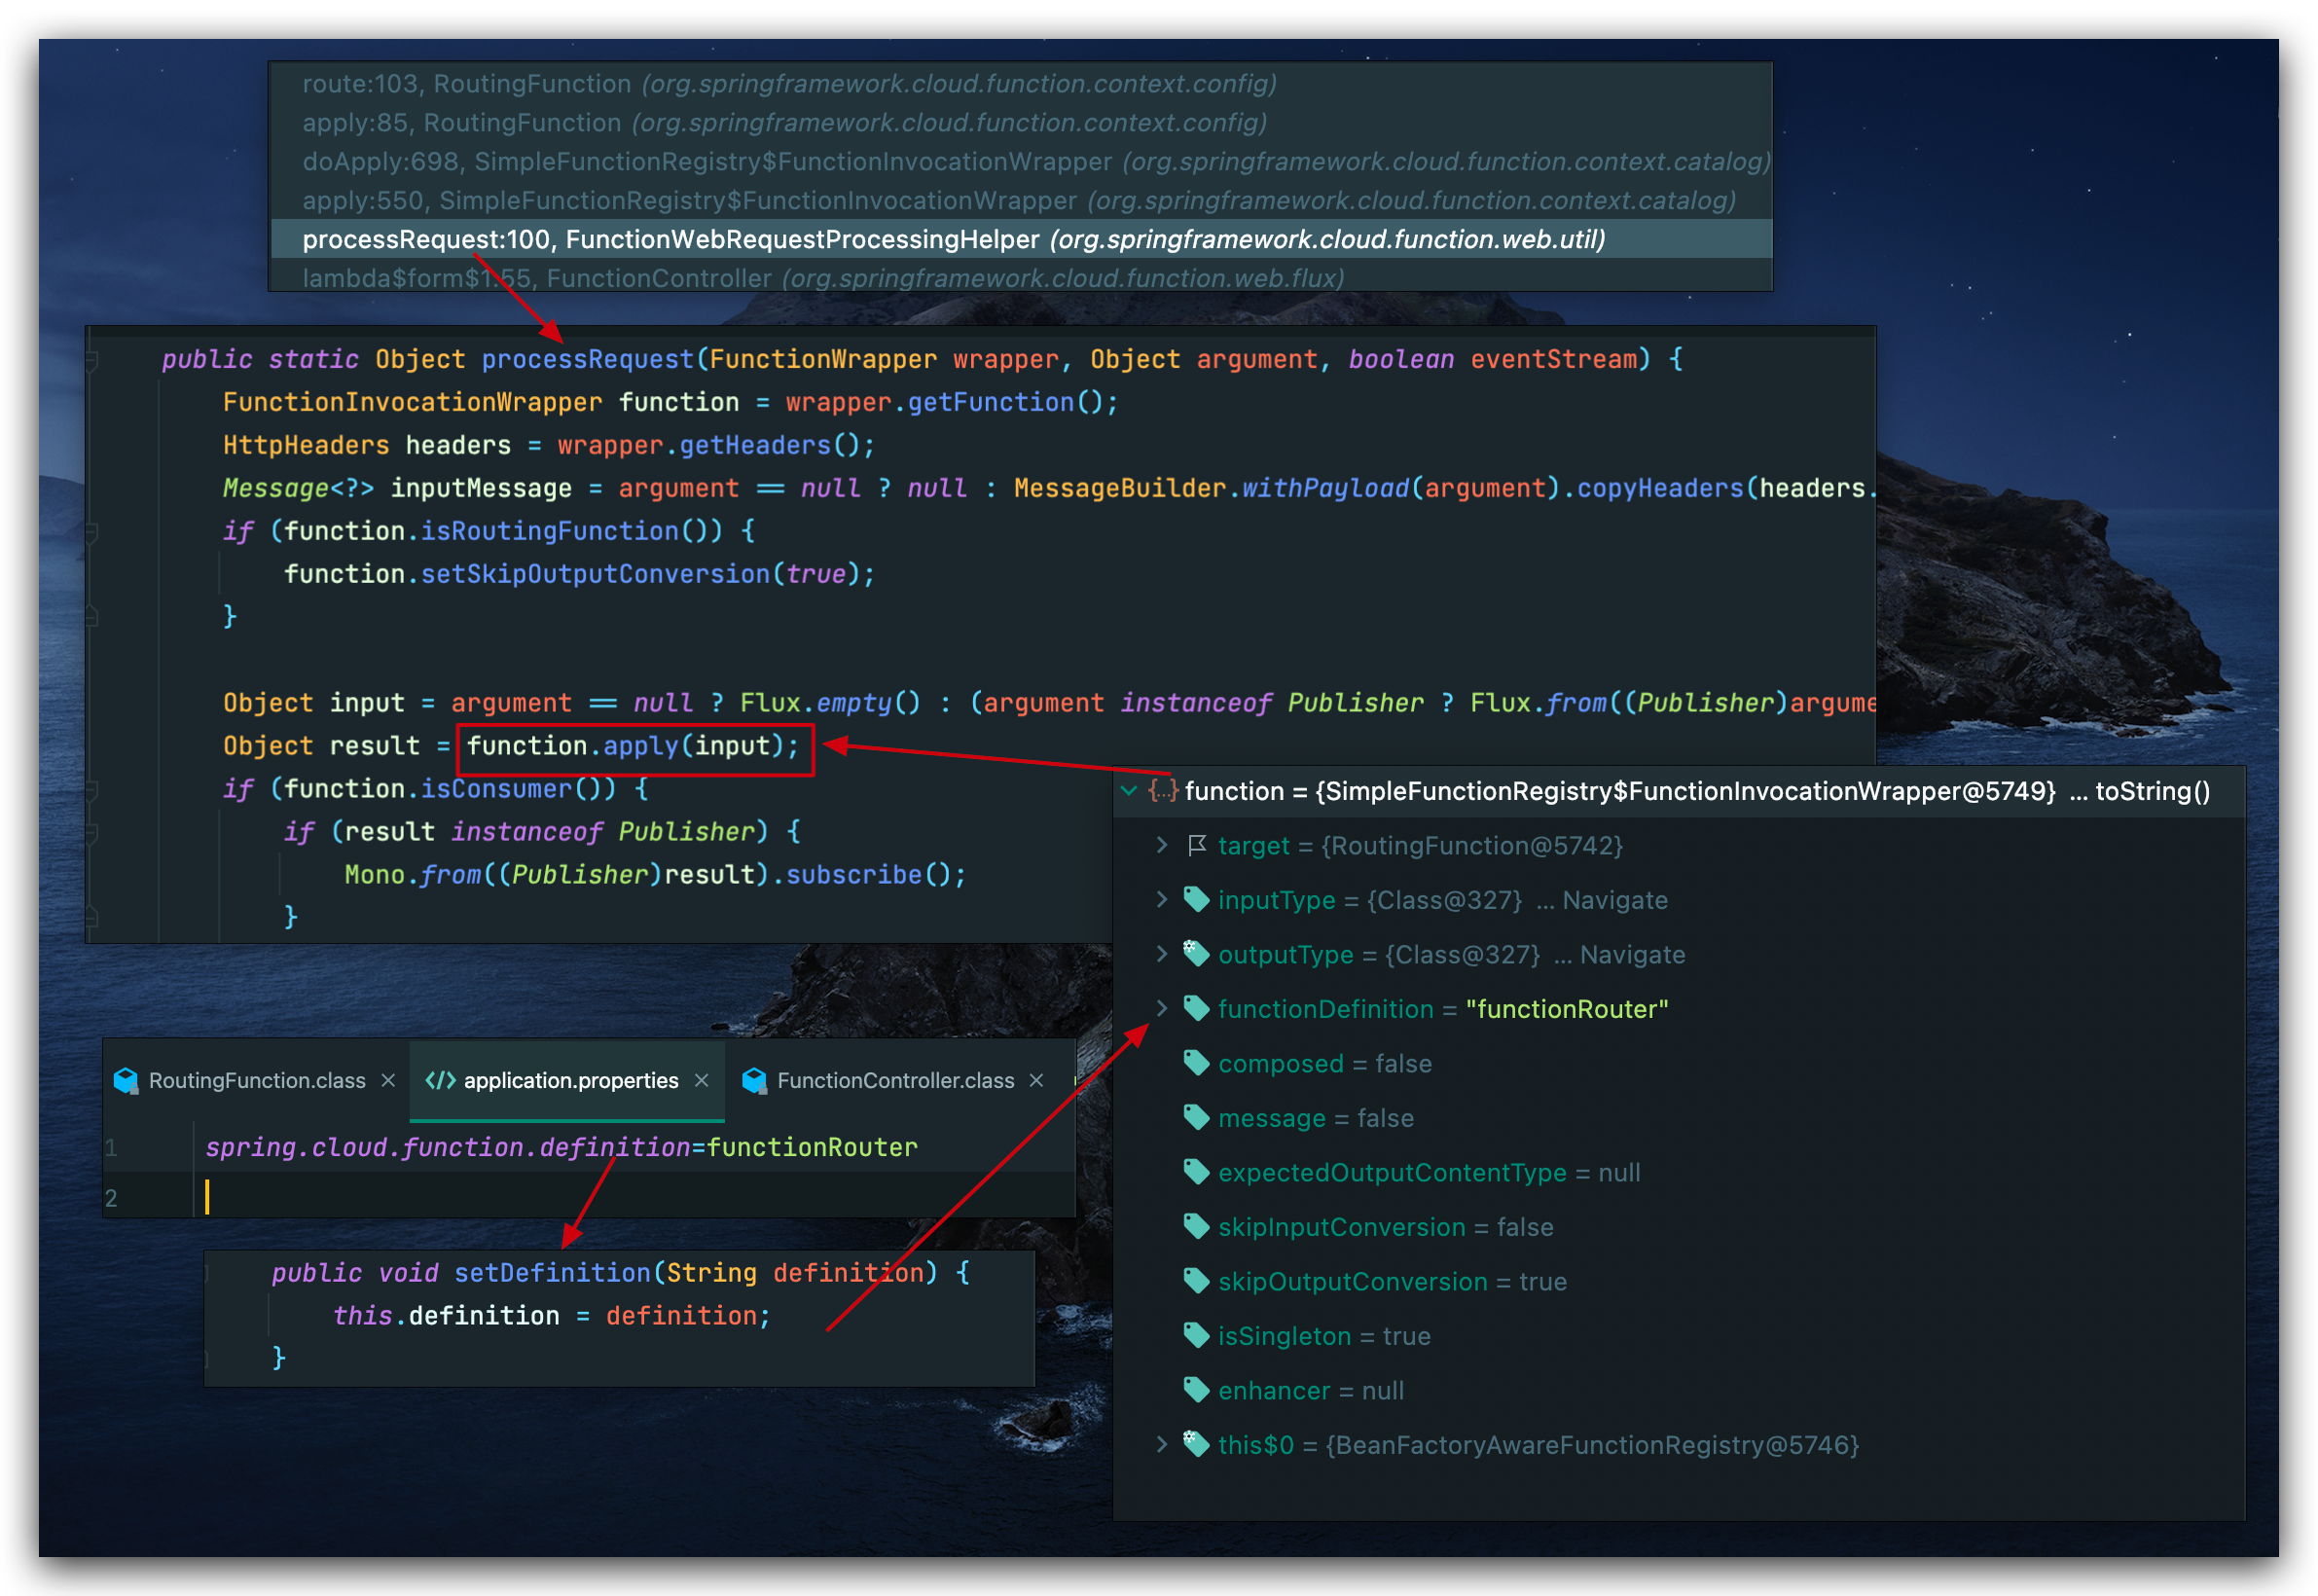 route:103, RoutingFunction (org.springframework.cloud.function.context.config)
apply:85, RoutingFunction (org.springframework.cloud.function.context.config)
doApply:698, SimpleFunctionRegistry$FunctionInvocationWrapper (org.springframework.cloud.function.context.catalog)
apply:550, SimpleFunctionRegistry$FunctionInvocationWrapper (org.springframework.cloud.function.context.catalog)
processRequest:100, FunctionWebRequestProcessingHelper (org.springframework.cloud.function.web.util)
lambda$form$1:55, FunctionController (org.springframework.cloud.function.web.flux)
public static Object processRequest(FunctionWrapper wrapper, Object argument, boolean eventStream) {
FunctionInvocationWrapper function = wrapper.getFunction();
HttpHeaders headers = wrapper.getHeaders();
Message<?> inputMessage = argument == null ? null : MessageBuilder.withPayload(argument).copyHeaders(headers.
if (function.isRoutingFunction()) {
function.setSkipOutputConversion(true);
}
Object input = argument == null ? Flux.empty() : (argument instanceof Publisher ? Flux.from((Publisher)argume
Object result = function.apply(input);
if (function.isConsumer()) {
if (result instanceof Publisher) {
Mono.from((Publisher)result).subscribe();
}
function = {SimpleFunctionRegistry$FunctionInvocationWrapper@5749} ... toString()
target = {RoutingFunction@5742}
inputType = {Class@327} ... Navigate
outputType = {Class@327} ... Navigate
functionDefinition = "functionRouter"
composed = false
message = false
expectedOutputContentType = null
skipInputConversion = false
skipOutputConversion = true
isSingleton = true
enhancer = null
this$0 = {BeanFactoryAwareFunctionRegistry@5746}
RoutingFunction.class × </> application.properties × FunctionController.class ×
1 spring.cloud.function.definition=functionRouter
2
public void setDefinition(String definition) {
this.definition = definition;
}